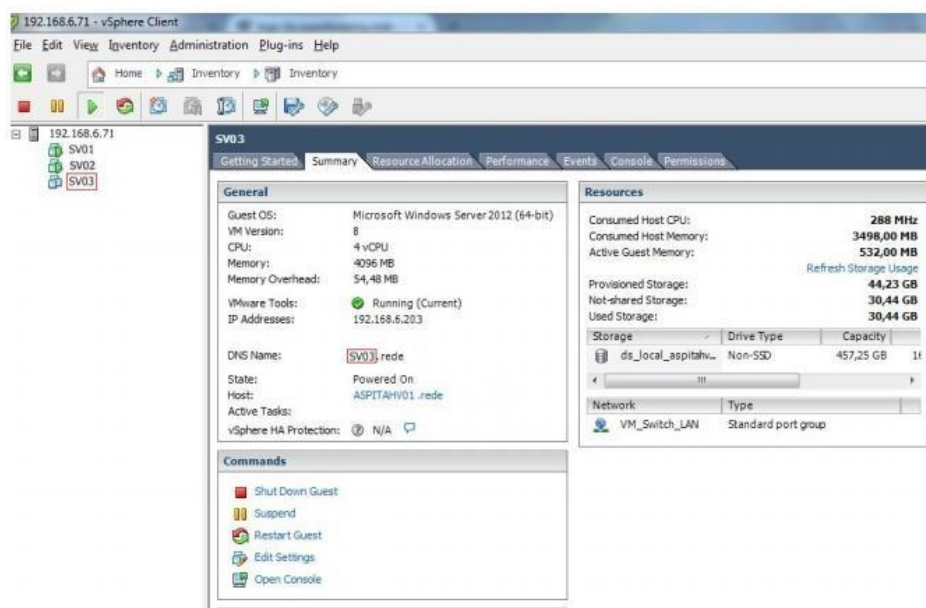 192.168.6.71 - vSphere Client
File Edit View Inventory Administration Plug-ins Help
Home Inventory Inventory
192.168.6.71
SV01
SV02
SV03
SV03
Getting Started Summary Resource Allocation Performance Events Console Permissions
General
Guest OS: Microsoft Windows Server 2012 (64-bit)
VM Version: 8
CPU: 4 vCPU
Memory: 4096 MB
Memory Overhead: 54,48 MB
VMware Tools: Running (Current)
IP Addresses: 192.168.6.203
DNS Name: SV03.rede
State: Powered On
Host: ASPITAHV01 .rede
Active Tasks:
vSphere HA Protection: N/A
Commands
Shut Down Guest
Suspend
Restart Guest
Edit Settings
Open Console
Resources
Consumed Host CPU: 288 MHz
Consumed Host Memory: 3498,00 MB
Active Guest Memory: 532,00 MB
Refresh Storage Usage
Provisioned Storage: 44,23 GB
Not-shared Storage: 30,44 GB
Used Storage: 30,44 GB
Storage Drive Type Capacity
ds_local_aspitahv... Non-SSD 457,25 GB
Network Type
VM_Switch_LAN Standard port group